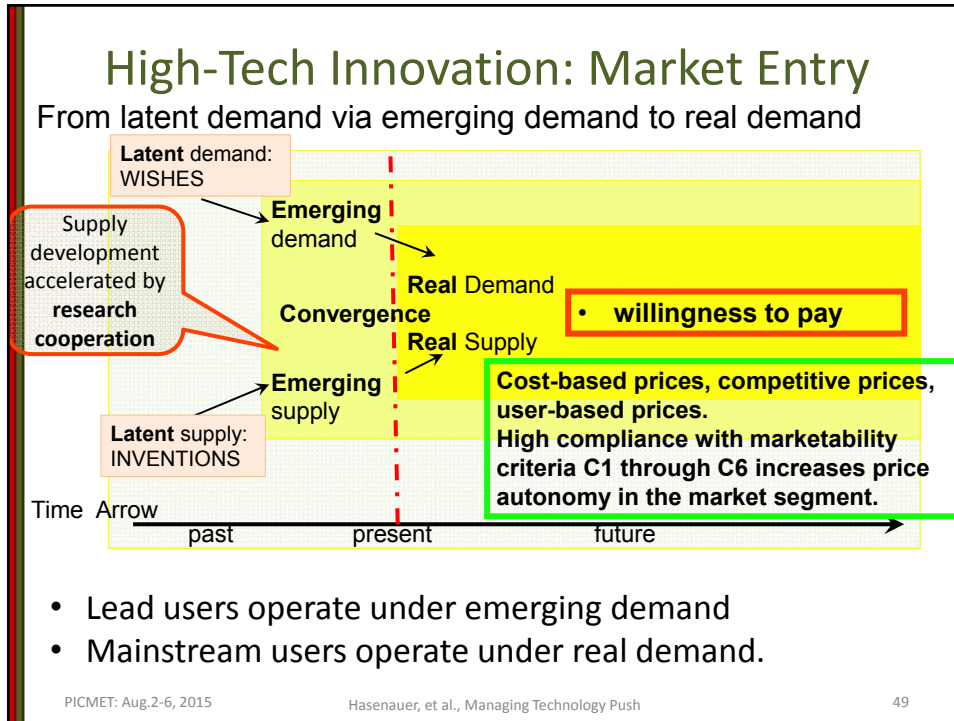 High-Tech Innovation: Market Entry
From latent demand via emerging demand to real demand
Latent demand:
WISHES
Supply
development
accelerated by
research
cooperation
Emerging
demand
Real Demand
Convergence
• willingness to pay
Real Supply
Emerging
supply
Cost-based prices, competitive prices,
user-based prices.
High compliance with marketability
criteria C1 through C6 increases price
autonomy in the market segment.
Latent supply:
INVENTIONS
Time Arrow
past present future
• Lead users operate under emerging demand
• Mainstream users operate under real demand.
PICMET: Aug.2-6, 2015 Hasenauer, et al., Managing Technology Push 49